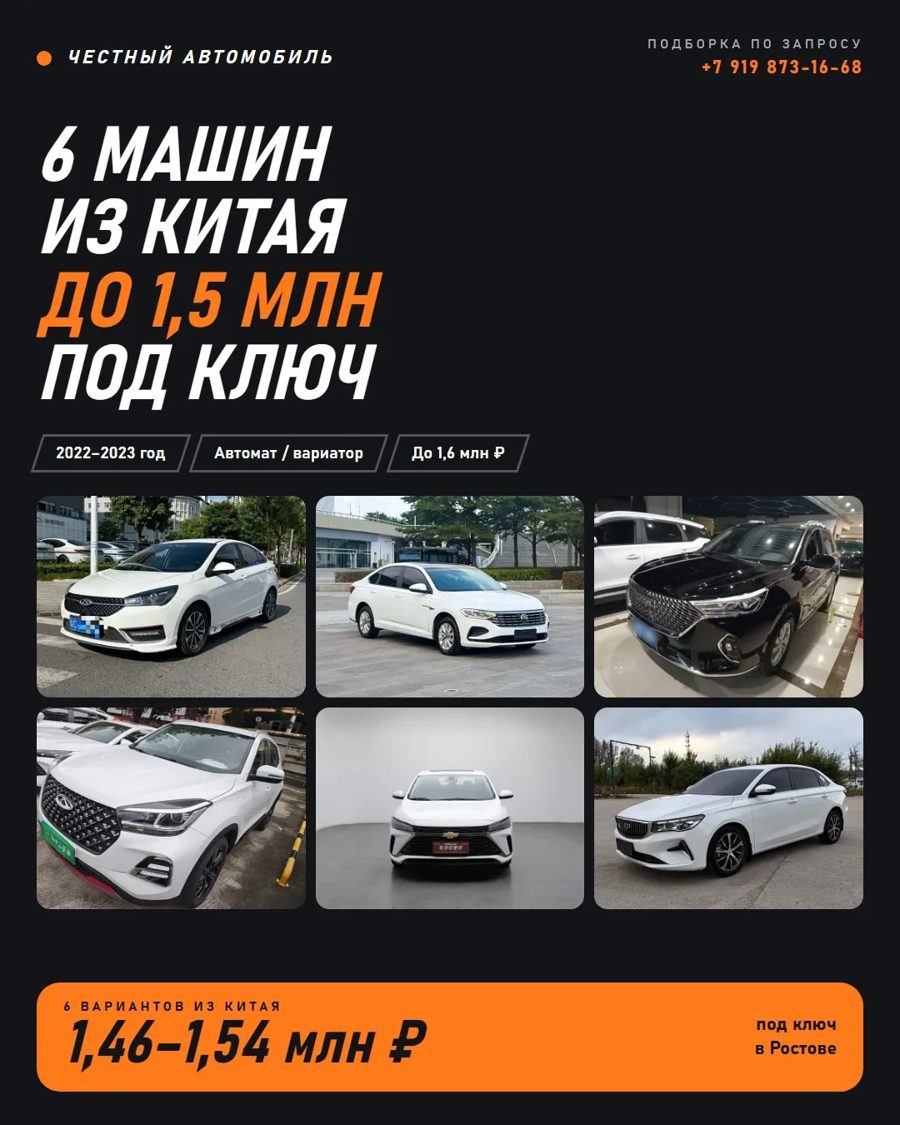 ЧЕСТНЫЙ АВТОМОБИЛЬ
ПОДБОРКА ПО ЗАПРОСУ
+7 919 873-16-68
6 МАШИН
ИЗ КИТАЯ
ДО 1,5 МЛН
ПОД КЛЮЧ
2022–2023 год
Автомат / вариатор
До 1,6 млн ₽
6 ВАРИАНТОВ ИЗ КИТАЯ
1,46–1,54 млн ₽
под ключ
в Ростове